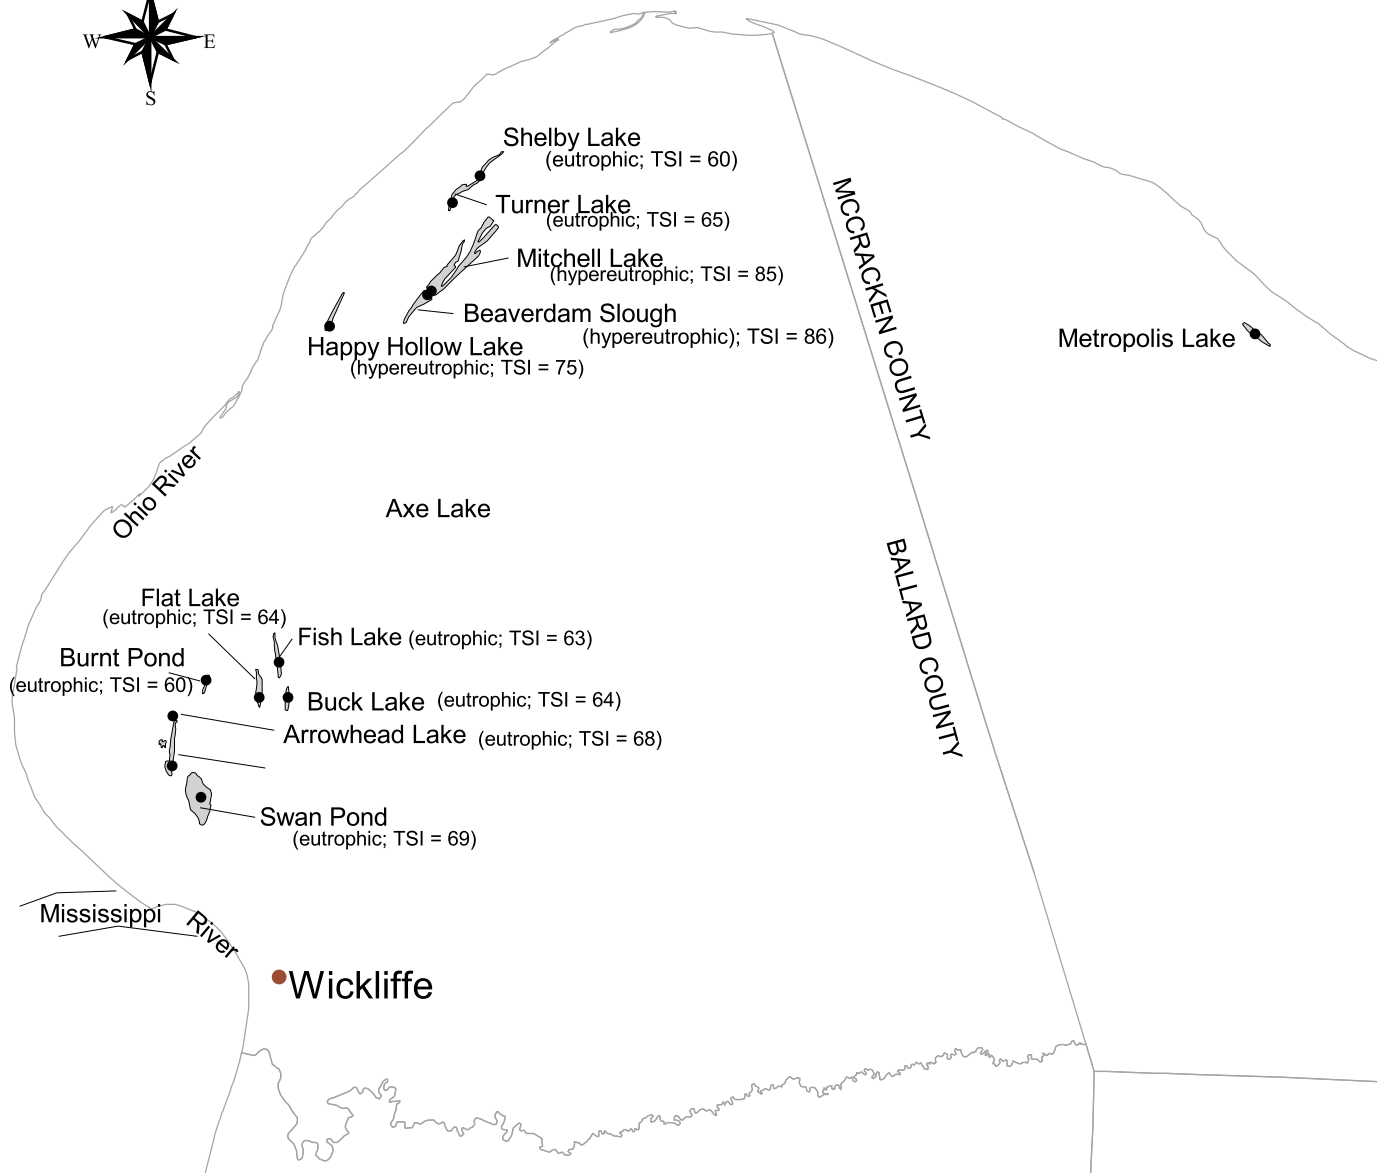 W E
S
Shelby Lake
(eutrophic; TSI = 60)
Turner Lake
(eutrophic; TSI = 65)
Mitchell Lake
(hypereutrophic; TSI = 85)
Beaverdam Slough
(hypereutrophic); TSI = 86)
Happy Hollow Lake
(hypereutrophic; TSI = 75)
MCCRACKEN COUNTY
Metropolis Lake
Ohio River
Axe Lake
BALLARD COUNTY
Flat Lake
(eutrophic; TSI = 64)
Fish Lake (eutrophic; TSI = 63)
Burnt Pond
(eutrophic; TSI = 60)
Buck Lake (eutrophic; TSI = 64)
Arrowhead Lake (eutrophic; TSI = 68)
Swan Pond
(eutrophic; TSI = 69)
Mississippi River
Wickliffe